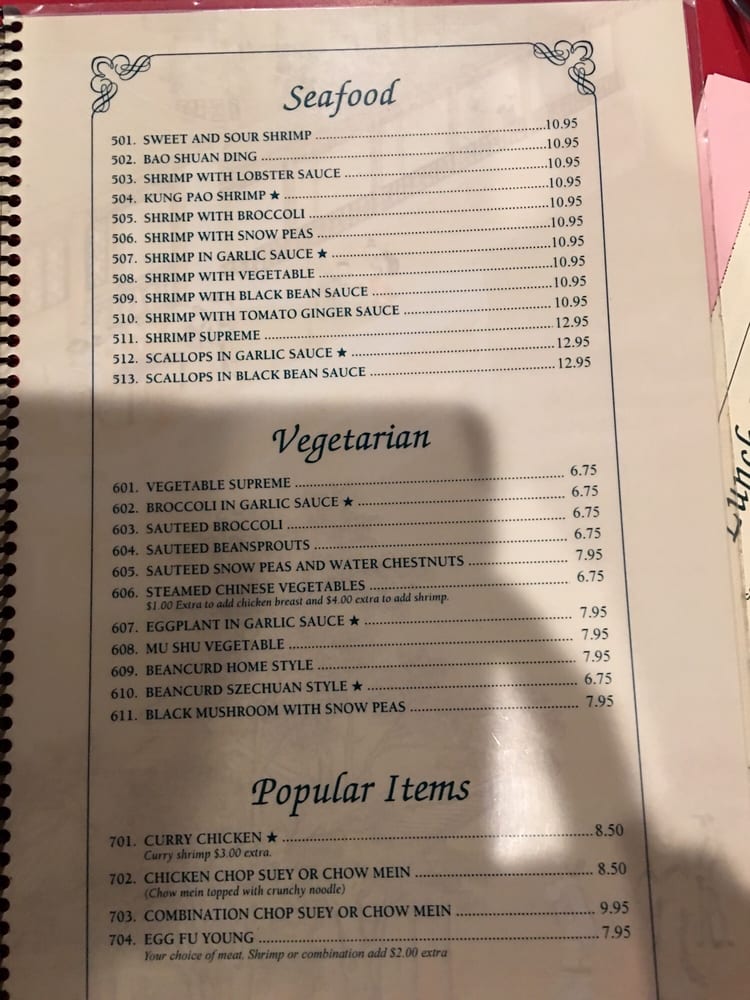 Seafood
501. SWEET AND SOUR SHRIMP ........ 10.95
502. BAO SHUAN DING ........ 10.95
503. SHRIMP WITH LOBSTER SAUCE ........ 10.95
504. KUNG PAO SHRIMP ★ ........ 10.95
505. SHRIMP WITH BROCCOLI ........ 10.95
506. SHRIMP WITH SNOW PEAS ........ 10.95
507. SHRIMP IN GARLIC SAUCE ★ ........ 10.95
508. SHRIMP WITH VEGETABLE ........ 10.95
509. SHRIMP WITH BLACK BEAN SAUCE ........ 10.95
510. SHRIMP WITH TOMATO GINGER SAUCE ........ 10.95
511. SHRIMP SUPREME ........ 12.95
512. SCALLOPS IN GARLIC SAUCE ★ ........ 12.95
513. SCALLOPS IN BLACK BEAN SAUCE ........ 12.95
Vegetarian
601. VEGETABLE SUPREME ........ 6.75
602. BROCCOLI IN GARLIC SAUCE ★ ........ 6.75
603. SAUTEED BROCCOLI ........ 6.75
604. SAUTEED BEANSPROUTS ........ 6.75
605. SAUTEED SNOW PEAS AND WATER CHESTNUTS ........ 7.95
606. STEAMED CHINESE VEGETABLES ........ 6.75
$1.00 Extra to add chicken breast and $4.00 extra to add shrimp.
607. EGGPLANT IN GARLIC SAUCE ★ ........ 7.95
608. MU SHU VEGETABLE ........ 7.95
609. BEANCURD HOME STYLE ........ 7.95
610. BEANCURD SZECHUAN STYLE ★ ........ 6.75
611. BLACK MUSHROOM WITH SNOW PEAS ........ 7.95
Popular Items
701. CURRY CHICKEN ★ ........ 8.50
Curry shrimp $3.00 extra.
702. CHICKEN CHOP SUEY OR CHOW MEIN ........ 8.50
(Chow mein topped with crunchy noodle)
703. COMBINATION CHOP SUEY OR CHOW MEIN ........ 9.95
704. EGG FU YOUNG ........ 7.95
Your choice of meat. Shrimp or combination add $2.00 extra
Lunch